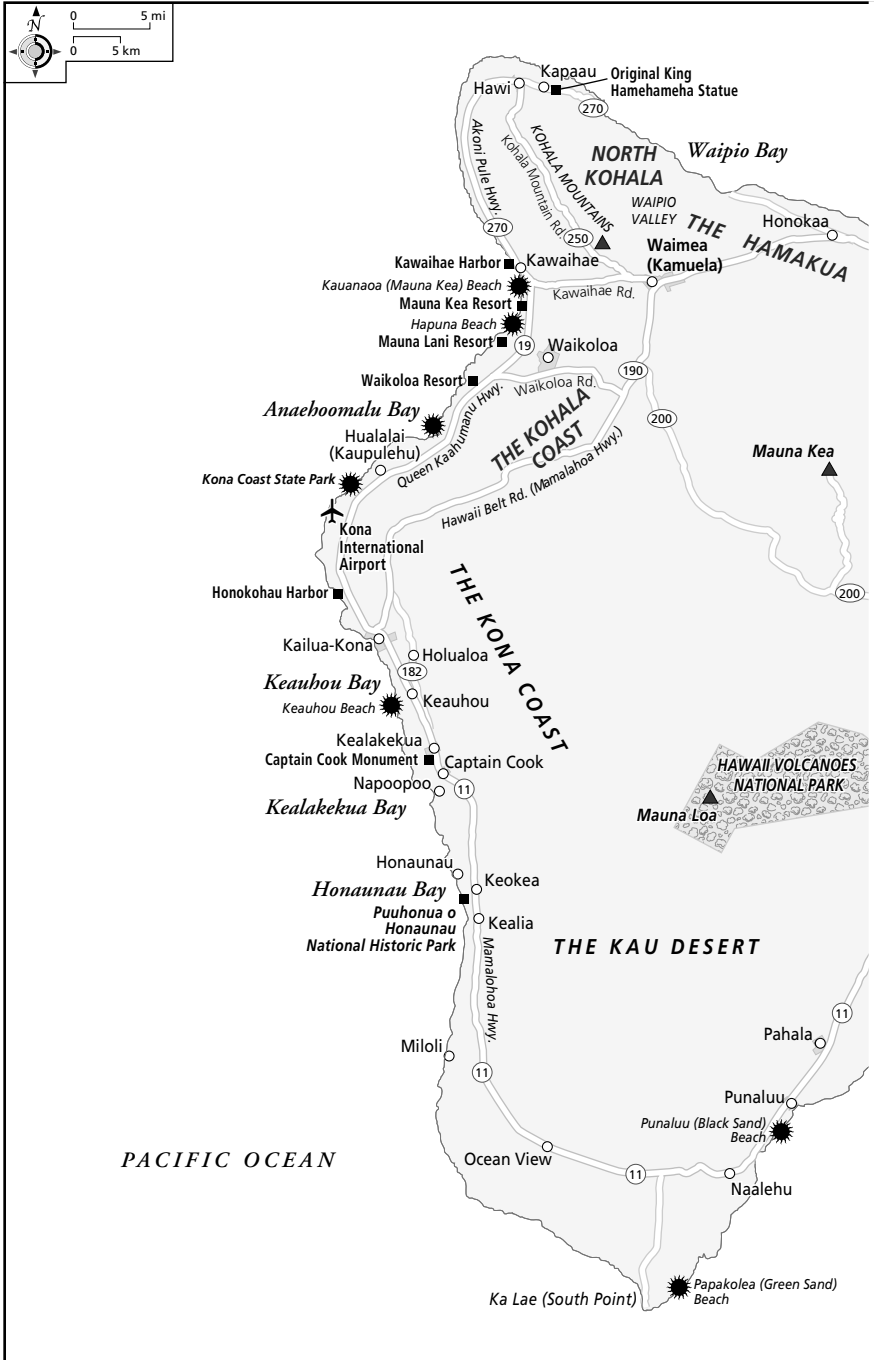 N
0 5 mi
0 5 km
Kapaau
Original King
Hamehameha Statue
Hawi
270
Akoni Pule Hwy.
Kohala Mountain Rd.
KOHALA MOUNTAINS
NORTH
KOHALA
Waipio Bay
WAIPIO
VALLEY
THE HAMAKUA
Honokaa
270
250
Waimea
(Kamuela)
Kawaihae Harbor
Kawaihae
Kauanaoa (Mauna Kea) Beach
Kawaihae Rd.
Mauna Kea Resort
Hapuna Beach
Mauna Lani Resort
19
Waikoloa
190
Waikoloa Resort
Waikoloa Rd.
200
Anaehoomalu Bay
Queen Kaahumanu Hwy.
THE KOHALA
COAST
Hualalai
(Kaupulehu)
Mauna Kea
Kona Coast State Park
Hawaii Belt Rd. (Mamalahoa Hwy.)
Kona
International
Airport
Honokohau Harbor
200
THE KONA COAST
Kailua-Kona
Holualoa
182
Keauhou Bay
Keauhou
Keauhou Beach
Kealakekua
Captain Cook Monument
Captain Cook
Napoopoo
11
Kealakekua Bay
HAWAII VOLCANOES
NATIONAL PARK
Mauna Loa
Honaunau
Keokea
Honaunau Bay
Puuhonua o
Honaunau
National Historic Park
Kealia
Mamalohoa Hwy.
THE KAU DESERT
11
Pahala
Miloli
11
Punaluu
Punaluu (Black Sand)
Beach
PACIFIC OCEAN
Ocean View
11
Naalehu
Ka Lae (South Point)
Papakolea (Green Sand)
Beach